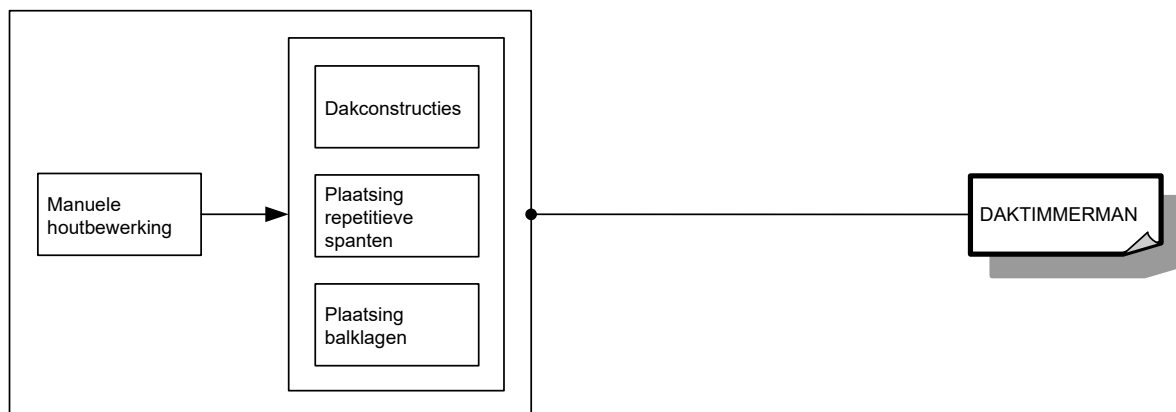 Dakconstructies
Manuele
houtbewerking
Plaatsing
repetitieve
spanten
Plaatsing
balklagen
DAKTIMMERMAN